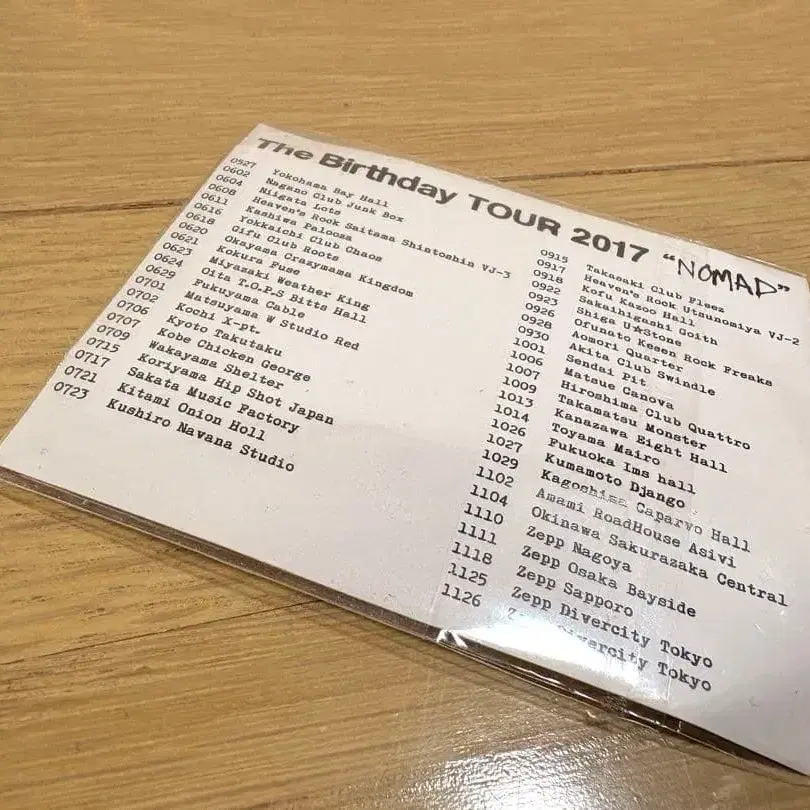 The Birthday TOUR 2017 "NOMAD"
0527 Yokohama Bay Hall
0602 Nagano Club Junk Box
0604 Niigata Lots
0608 Heaven's Rock Saitama Shintoshin VJ-3
0611 Kashiwa Palooza
0616 Yokkaichi Club Chaos
0618 Gifu Club Roots
0620 Okayama Crazymama Kingdom
0621 Kokura Fuse
0623 Miyazaki Weather King
0624 Oita T.O.P.S Bitts Hall
0629 Fukuyama Cable
0701 Matsuyama W Studio Red
0702 Kochi X-pt.
0706 Kyoto Takutaku
0707 Kobe Chicken George
0709 Wakayama Shelter
0715 Koriyama Hip Shot Japan
0717 Sakata Music Factory
0721 Kitami Onion Holl
0723 Kushiro Navana Studio
0915 Takasaki Club Fleez
0917 Heaven's Rock Utsunomiya VJ-2
0918 Kofu Kazoo Hall
0922 Sakaihigashi Goith
0923 Shiga U★Stone
0926 Ofunato Kesen Rock Freaks
0928 Aomori Quarter
0930 Akita Club Swindle
1001 Sendai Pit
1006 Matsue Canova
1007 Hiroshima Club Quattro
1009 Takamatsu Monster
1013 Kanazawa Eight Hall
1014 Toyama Mairo
1026 Fukuoka Ims hall
1027 Kumamoto Django
1029 Kagoshima Caparvo Hall
1102 Amami RoadHouse Asivi
1104 Okinawa Sakurazaka Central
1110 Zepp Nagoya
1111 Zepp Osaka Bayside
1118 Zepp Sapporo
1125 Zepp Divercity Tokyo
1126 Zepp Divercity Tokyo